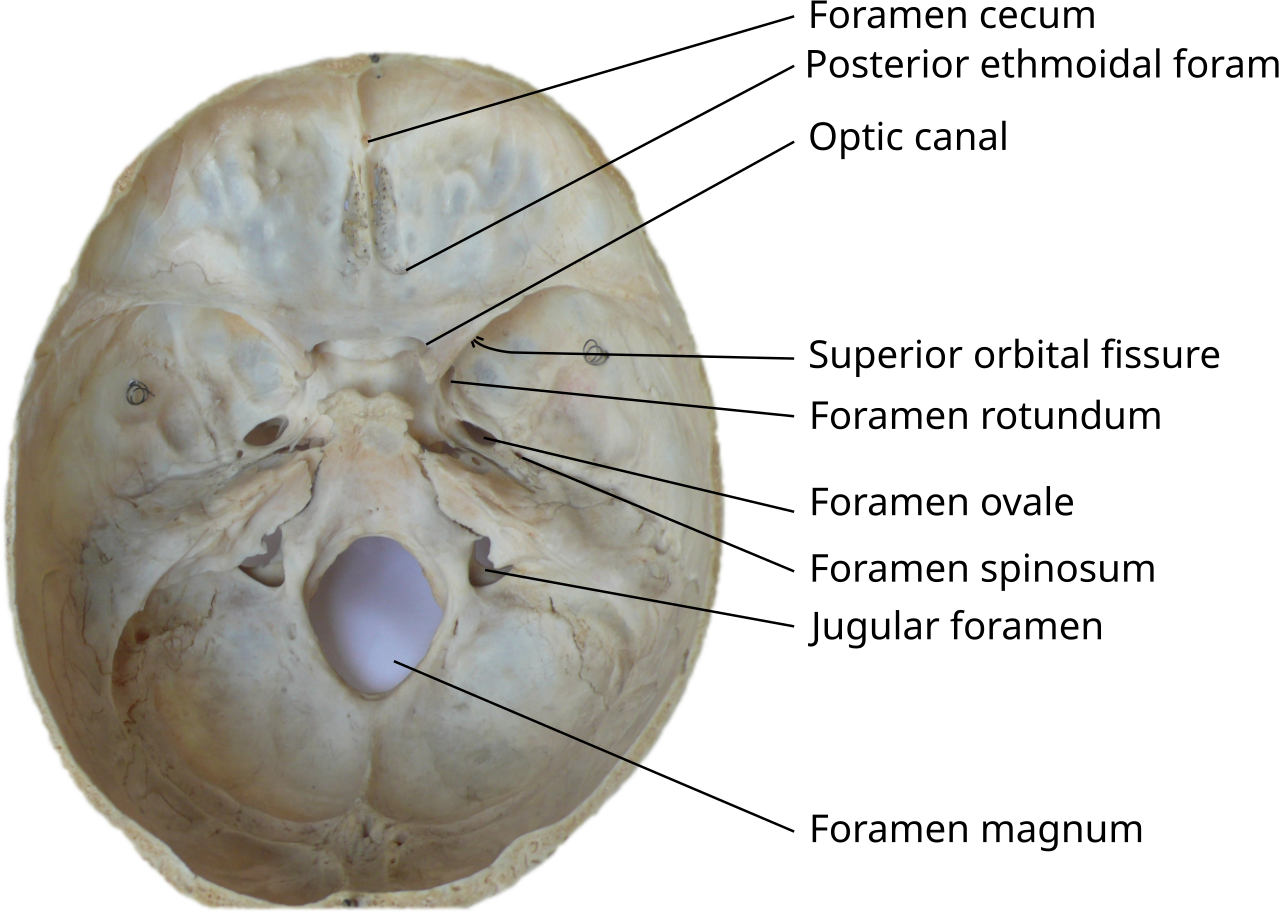 Foramen cecum
Posterior ethmoidal foram
Optic canal
Superior orbital fissure
Foramen rotundum
Foramen ovale
Foramen spinosum
Jugular foramen
Foramen magnum